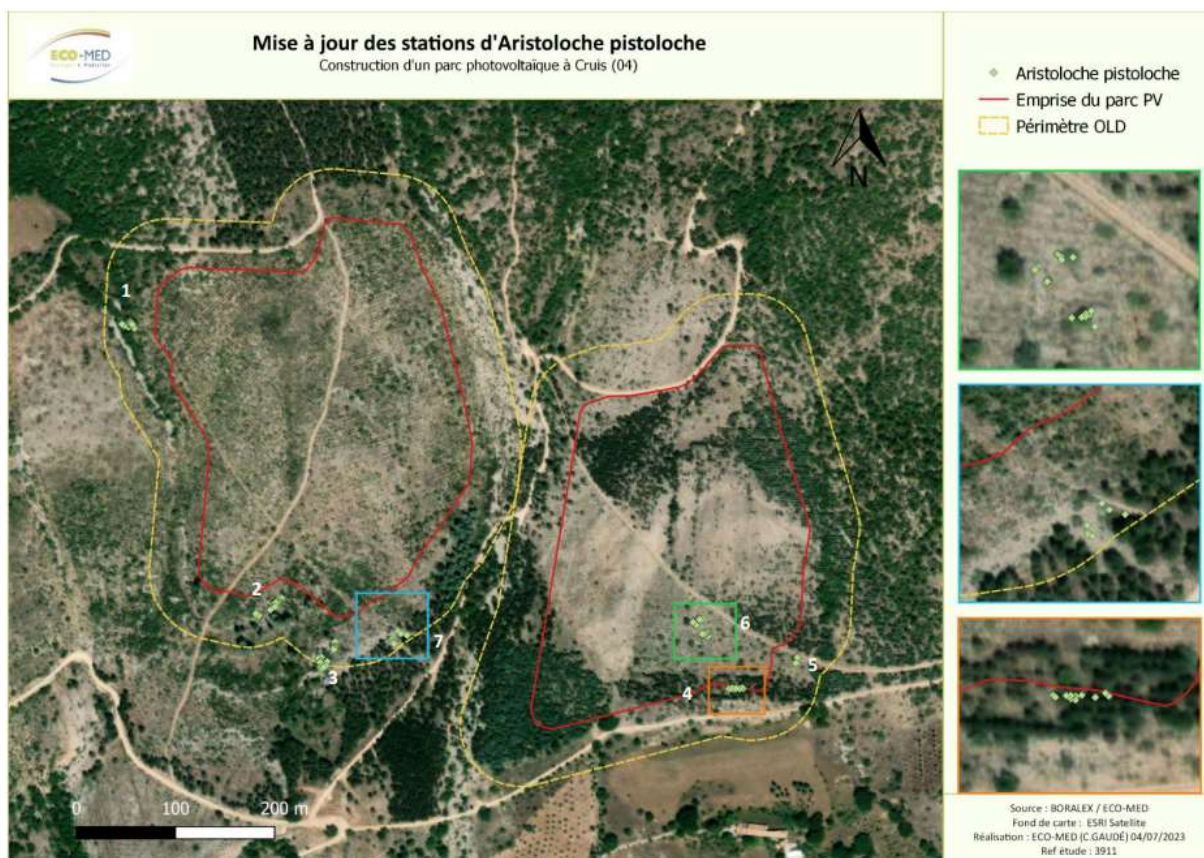 ECO-MED
Mise à jour des stations d'Aristoloche pistoloche
Construction d'un parc photovoltaïque à Cruis (04)
Aristoloche pistoloche
Emprise du parc PV
Périmètre OLD
N
1
2
3
4
5
6
7
0 100 200 m
Source : BORALEX / ECO-MED
Fond de carte : ESRI Satellite
Réalisation : ECO-MED (C.GAUDÉ) 04/07/2023
Ref étude : 3911